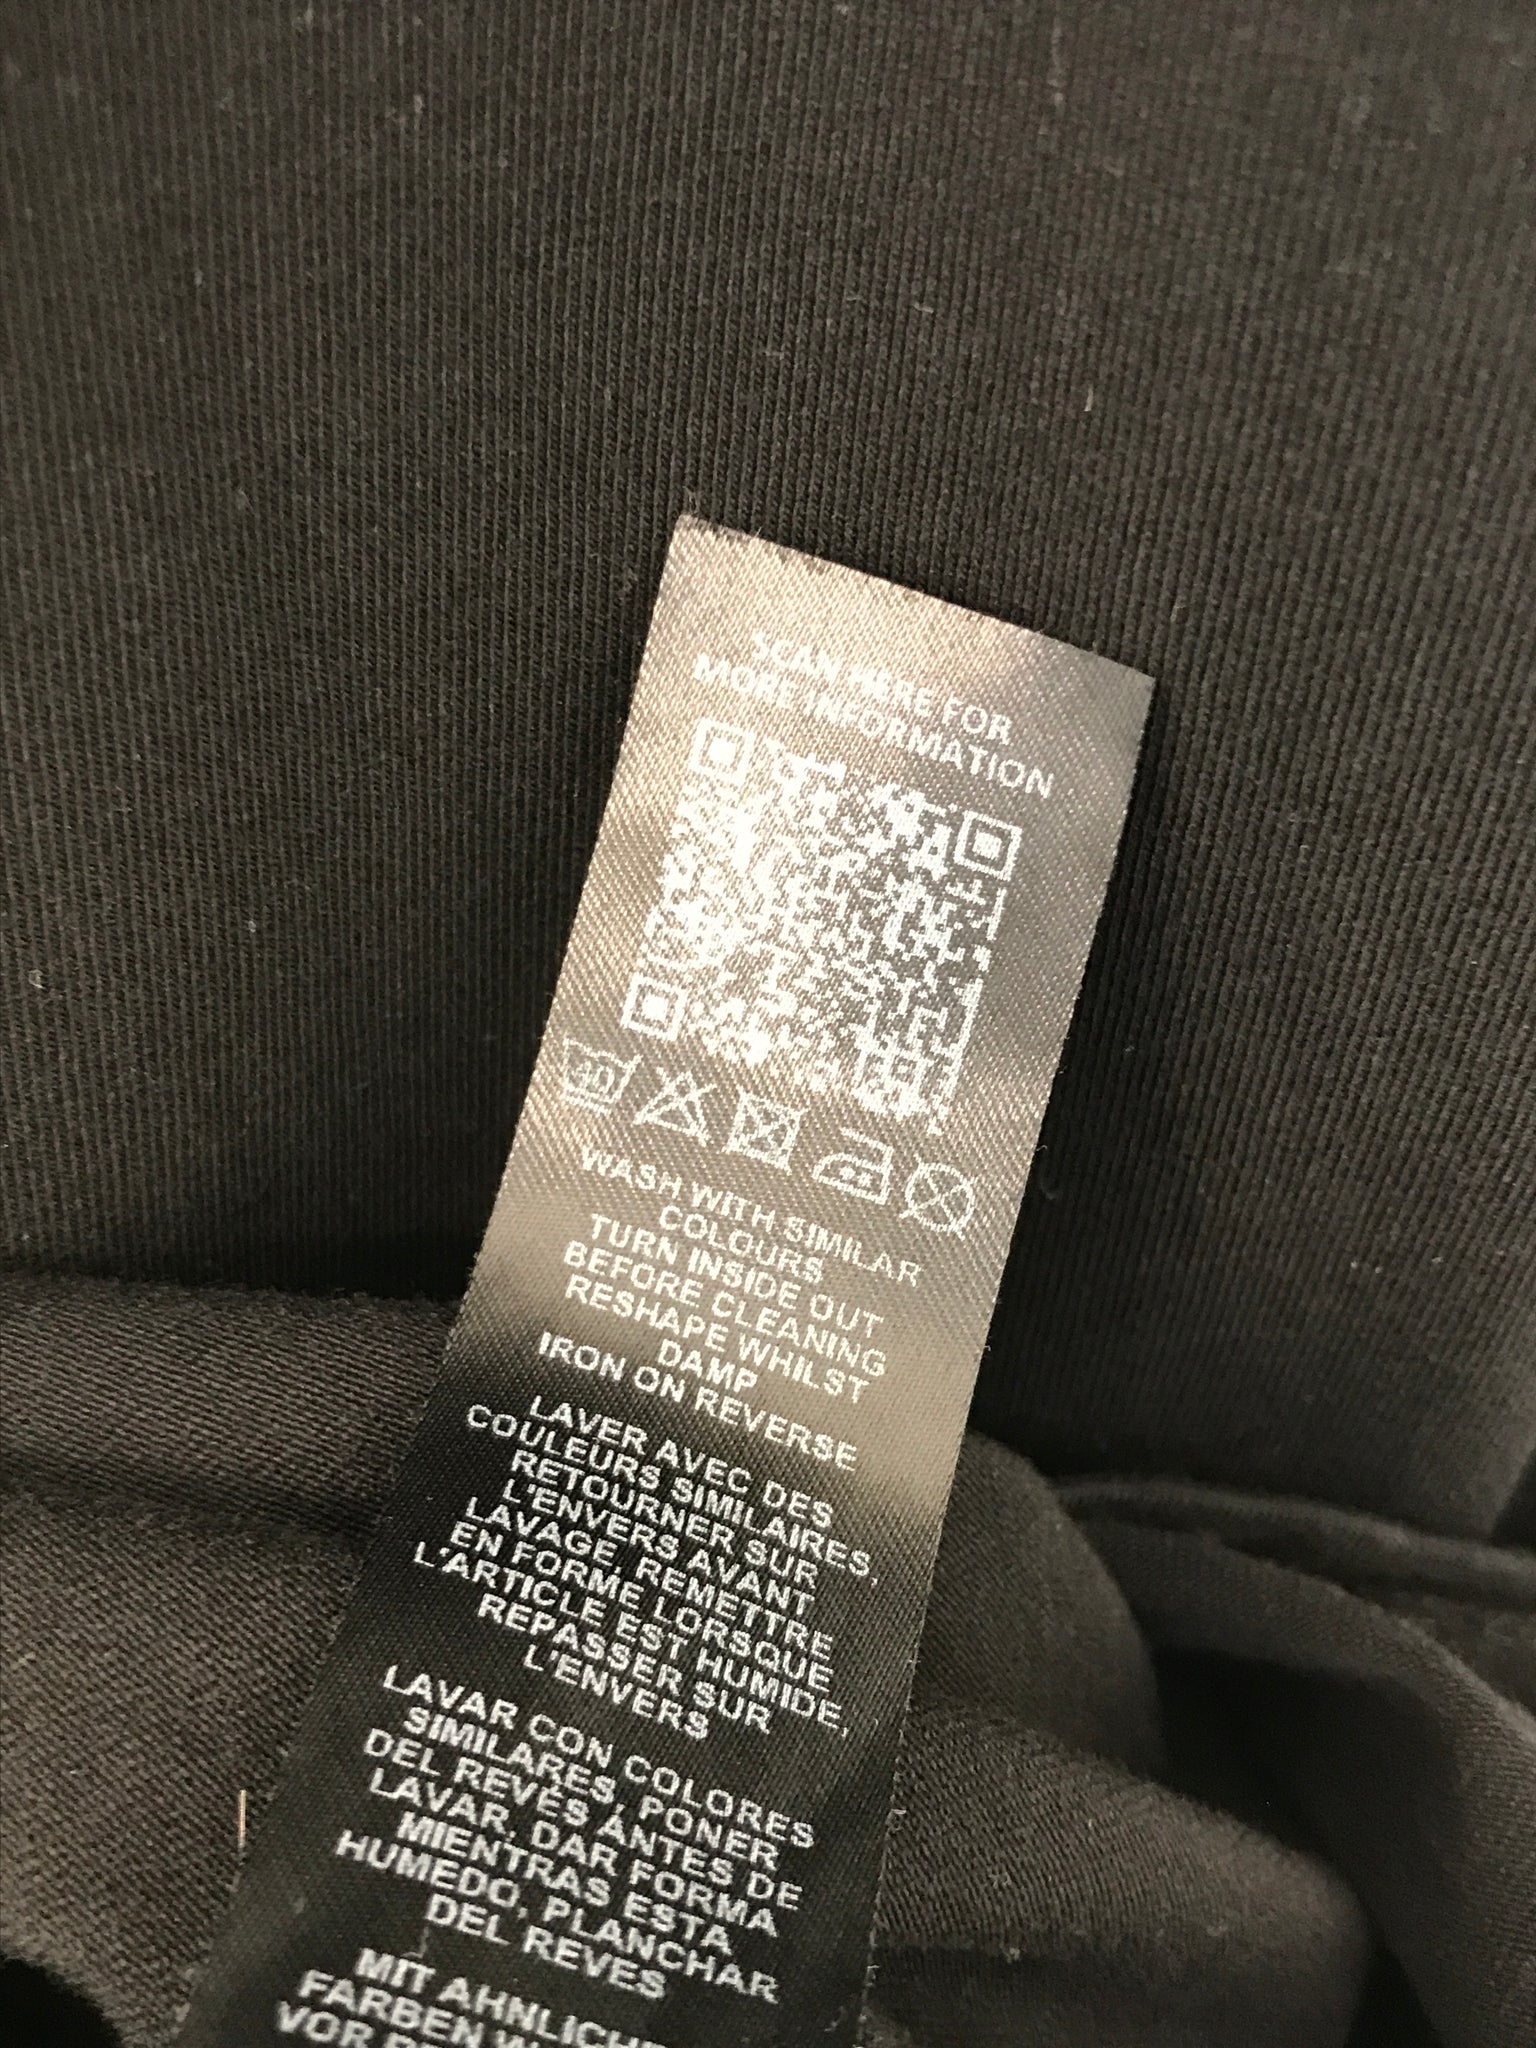 SCAN HERE FOR
MORE INFORMATION
40
WASH WITH SIMILAR
COLOURS
TURN INSIDE OUT
BEFORE CLEANING
RESHAPE WHILST
DAMP
IRON ON REVERSE
LAVER AVEC DES
COULEURS SIMILAIRES,
RETOURNER SUR
L'ENVERS AVANT
LAVAGE, REMETTRE
EN FORME LORSQUE
L'ARTICLE EST HUMIDE,
REPASSER SUR
L'ENVERS
LAVAR CON COLORES
SIMILARES, PONER
DEL REVÉS ANTES DE
LAVAR, DAR FORMA
MIENTRAS ESTA
HUMEDO, PLANCHAR
DEL REVES
MIT
FARBEN
VOR